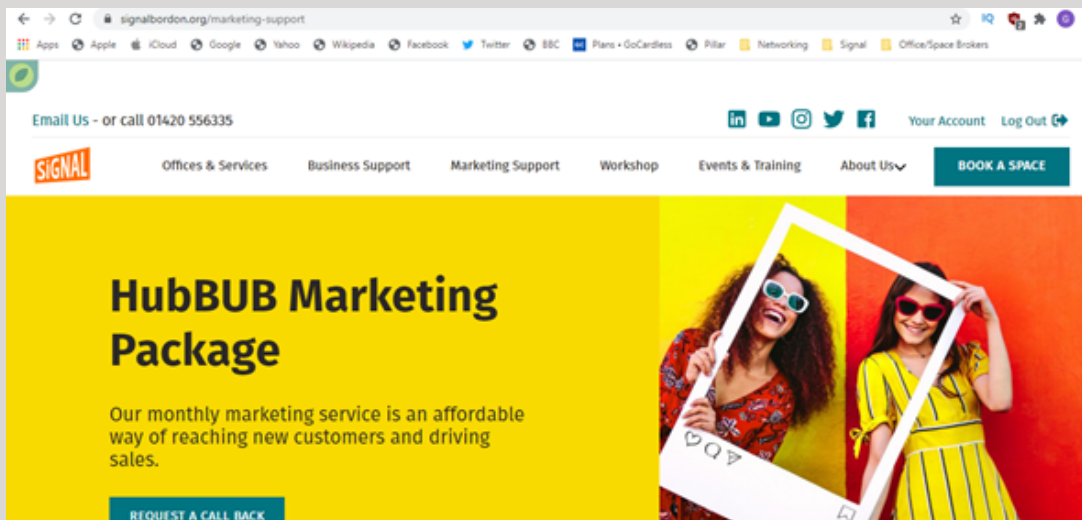 signalbordon.org/marketing-support
Apps Apple iCloud Google Yahoo Wikipedia Facebook Twitter BBC Plans • GoCardless Pillar Networking Signal Office/Space Brokers
Email Us - or call 01420 556335
Your Account Log Out
SiGNAL Offices & Services Business Support Marketing Support Workshop Events & Training About Us BOOK A SPACE
HubBUB Marketing
Package
Our monthly marketing service is an affordable
way of reaching new customers and driving
sales.
REQUEST A CALL BACK